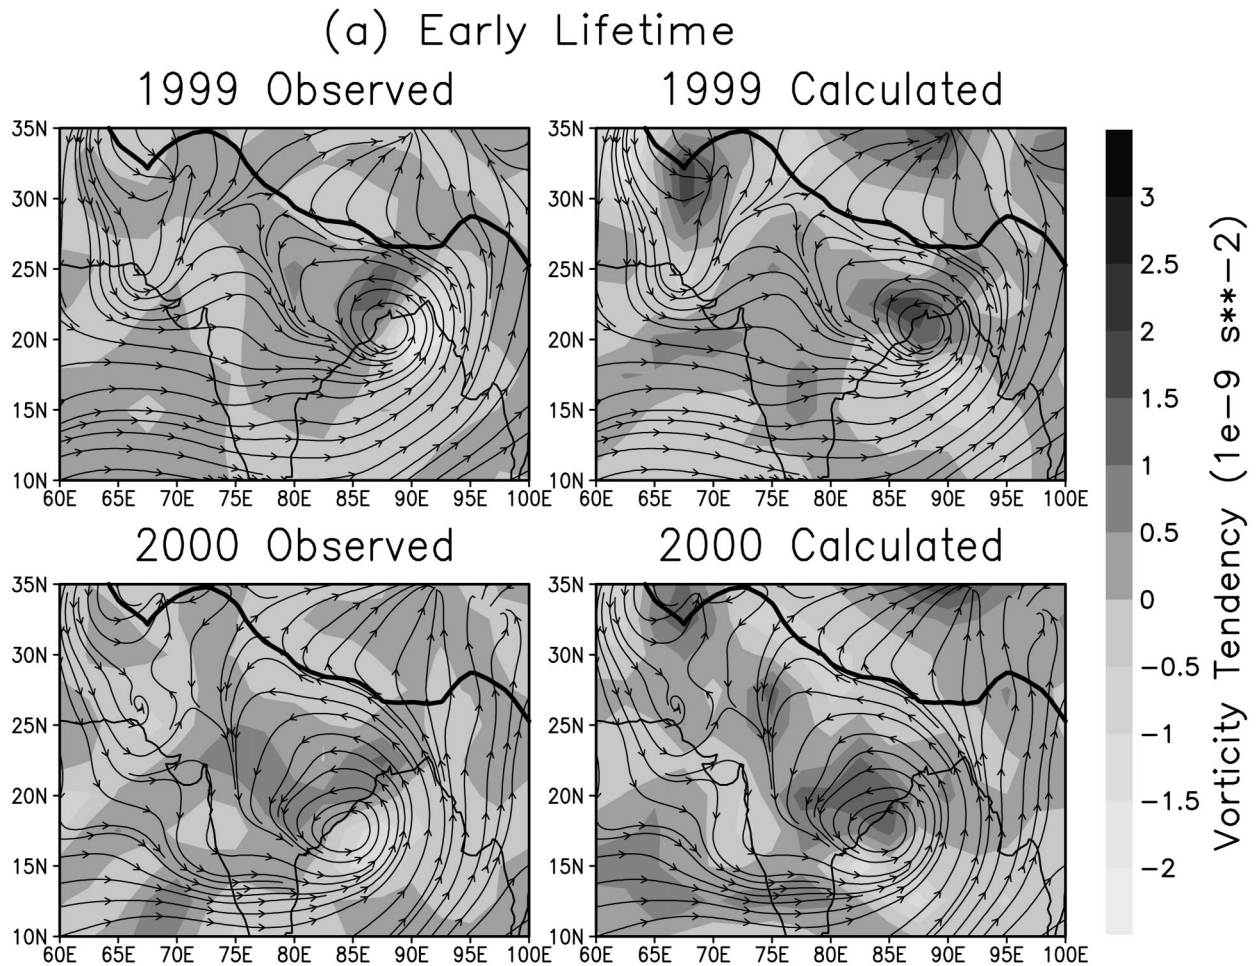 (a) Early Lifetime
1999 Observed
1999 Calculated
35N
30N
25N
20N
15N
10N
60E 65E 70E 75E 80E 85E 90E 95E 100E
35N
30N
25N
20N
15N
10N
60E 65E 70E 75E 80E 85E 90E 95E 100E
2000 Observed
2000 Calculated
35N
30N
25N
20N
15N
10N
60E 65E 70E 75E 80E 85E 90E 95E 100E
35N
30N
25N
20N
15N
10N
60E 65E 70E 75E 80E 85E 90E 95E 100E
3
2.5
2
1.5
1
0.5
0
−0.5
−1
−1.5
−2
Vorticity Tendency (1e−9 s**−2)